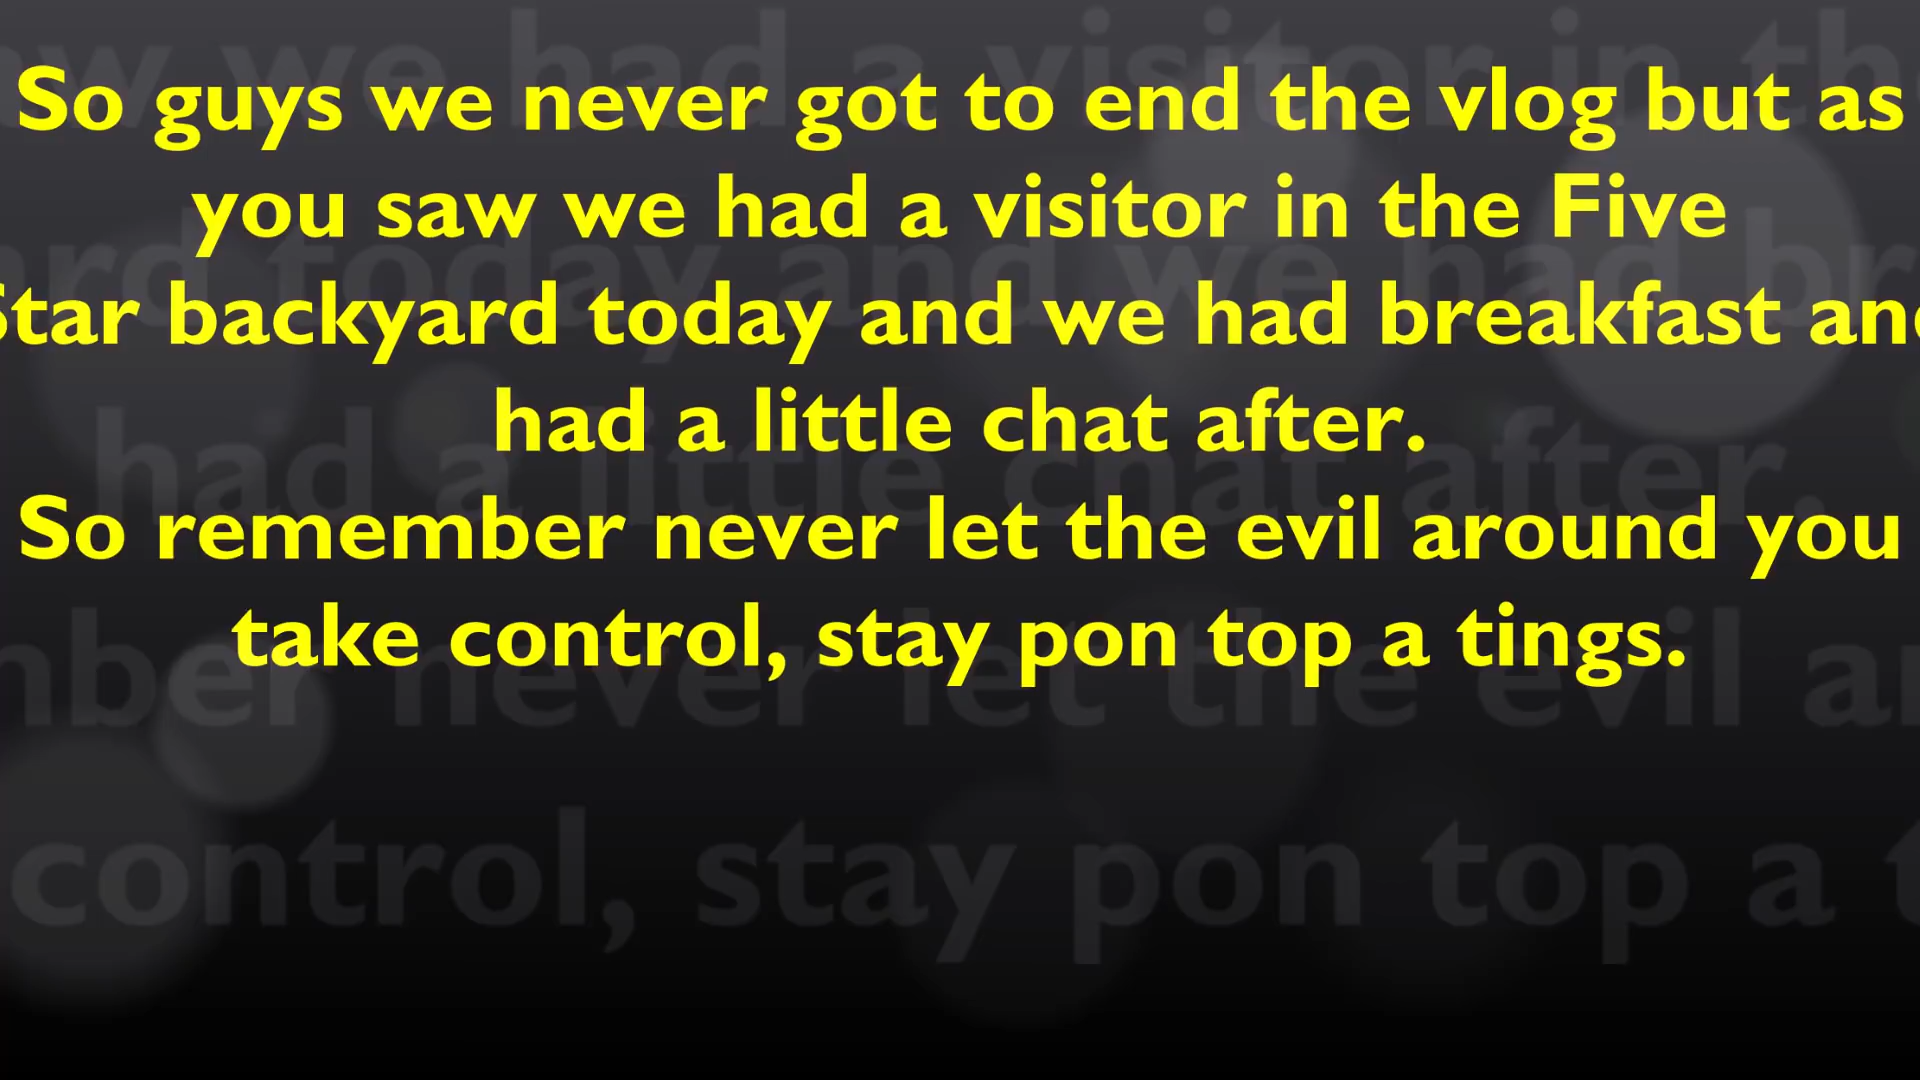 So guys we never got to end the vlog but as
you saw we had a visitor in the Five
Star backyard today and we had breakfast and
had a little chat after.
So remember never let the evil around you
take control, stay pon top a tings.